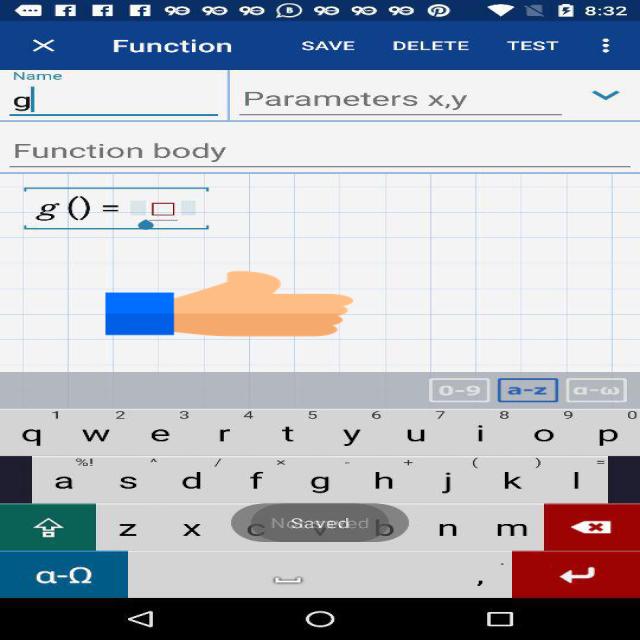 8:32
Function SAVE DELETE TEST
Name
g
Parameters x,y
Function body
g () =
0-9 a-z α-ω
1 2 3 4 5 6 7 8 9 0
q w e r t y u i o p
%! ^ / × - + ( ) =
a s d f g h j k l
z x c v b n m
Saved
α-Ω , .